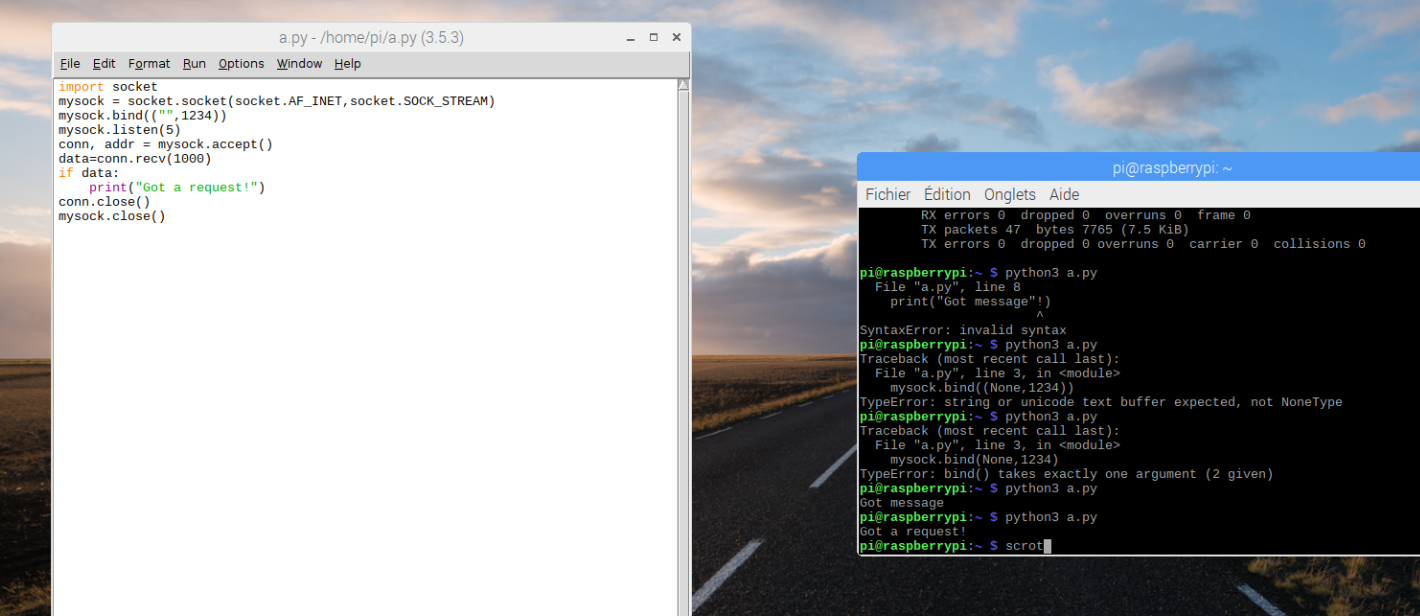 a.py - /home/pi/a.py (3.5.3)
File Edit Format Run Options Window Help
import socket
mysock = socket.socket(socket.AF_INET,socket.SOCK_STREAM)
mysock.bind(("",1234))
mysock.listen(5)
conn, addr = mysock.accept()
data=conn.recv(1000)
if data:
    print("Got a request!")
conn.close()
mysock.close()
pi@raspberrypi: ~
Fichier Édition Onglets Aide
        RX errors 0  dropped 0  overruns 0  frame 0
        TX packets 47  bytes 7765 (7.5 KiB)
        TX errors 0  dropped 0 overruns 0  carrier 0  collisions 0
pi@raspberrypi:~ $ python3 a.py
  File "a.py", line 8
    print("Got message"!)
                       ^
SyntaxError: invalid syntax
pi@raspberrypi:~ $ python3 a.py
Traceback (most recent call last):
  File "a.py", line 3, in <module>
    mysock.bind((None,1234))
TypeError: string or unicode text buffer expected, not NoneType
pi@raspberrypi:~ $ python3 a.py
Traceback (most recent call last):
  File "a.py", line 3, in <module>
    mysock.bind(None,1234)
TypeError: bind() takes exactly one argument (2 given)
pi@raspberrypi:~ $ python3 a.py
Got message
pi@raspberrypi:~ $ python3 a.py
Got a request!
pi@raspberrypi:~ $ scrot